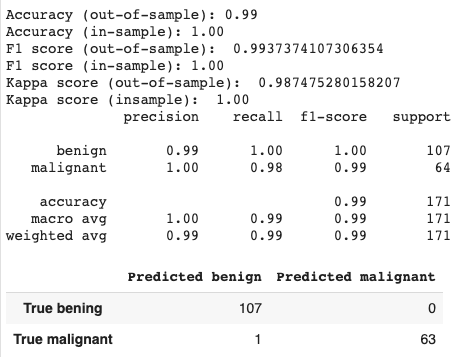 Accuracy (out-of-sample): 0.99
Accuracy (in-sample): 1.00
F1 score (out-of-sample):  0.9937374107306354
F1 score (in-sample): 1.00
Kappa score (out-of-sample):  0.987475280158207
Kappa score (insample):  1.00
precision recall f1-score support
benign 0.99 1.00 1.00 107
malignant 1.00 0.98 0.99 64
accuracy 0.99 171
macro avg 1.00 0.99 0.99 171
weighted avg 0.99 0.99 0.99 171
Predicted benign Predicted malignant
True bening 107 0
True malignant 1 63